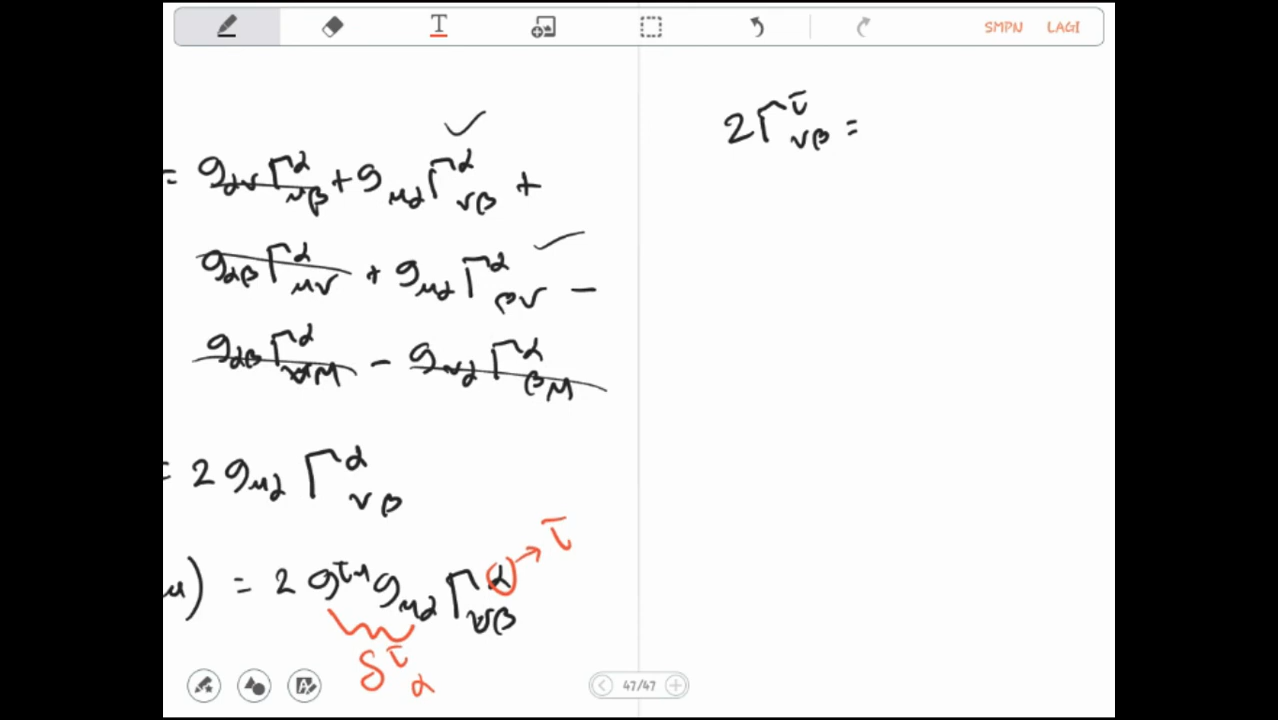 SMPN LAGI
= g_{αν} Γ^α_{μβ} + g_{μα} Γ^α_{νβ} +
g_{αβ} Γ^α_{μν} + g_{μα} Γ^α_{βν} −
g_{αβ} Γ^α_{νμ} − g_{να} Γ^α_{βμ}
= 2 g_{μα} Γ^α_{νβ}
→ τ
μ) = 2 g^{τμ} g_{μα} Γ^α_{νβ}
δ^τ_α
2Γ^τ_{νβ} =
47/47